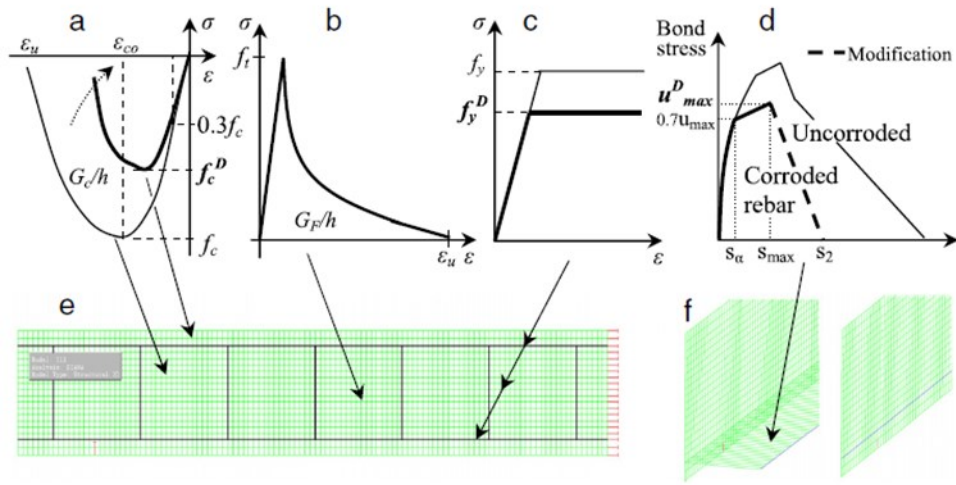 a
σ
ε_u
ε_co
ε
0.3f_c
G_c/h
f_c^D
f_c
b
σ
f_t
G_F/h
ε_u ε
c
σ
f_y
f_y^D
ε
d
Bond
stress
Modification
u^D_max
0.7u_max
Uncorroded
Corroded
rebar
s_α s_max s_2
e
f